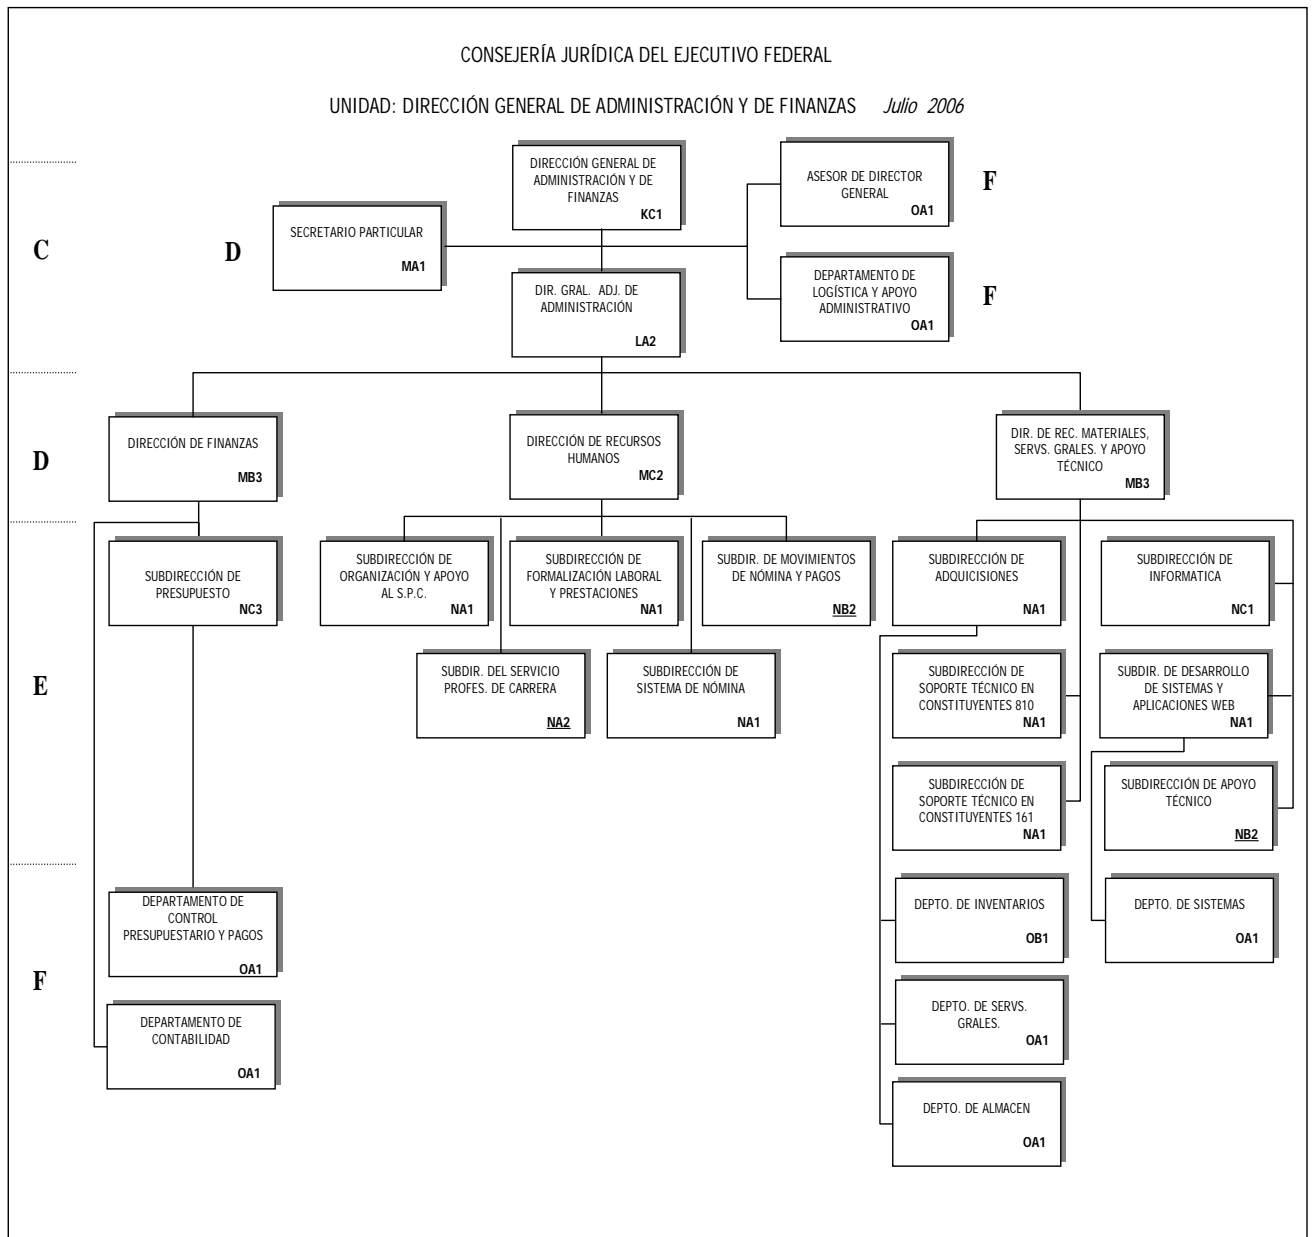 CONSEJERÍA JURÍDICA DEL EJECUTIVO FEDERAL
UNIDAD: DIRECCIÓN GENERAL DE ADMINISTRACIÓN Y DE FINANZAS Julio 2006
DIRECCIÓN GENERAL DE
ADMINISTRACIÓN Y DE
FINANZAS
KC1
ASESOR DE DIRECTOR
GENERAL
OA1
F
C
D
SECRETARIO PARTICULAR
MA1
DIR. GRAL. ADJ. DE
ADMINISTRACIÓN
LA2
DEPARTAMENTO DE
LOGÍSTICA Y APOYO
ADMINISTRATIVO
OA1
F
D
DIRECCIÓN DE FINANZAS
MB3
DIRECCIÓN DE RECURSOS
HUMANOS
MC2
DIR. DE REC. MATERIALES,
SERVS. GRALES. Y APOYO
TÉCNICO
MB3
E
SUBDIRECCIÓN DE
PRESUPUESTO
NC3
SUBDIRECCIÓN DE
ORGANIZACIÓN Y APOYO
AL S.P.C.
NA1
SUBDIRECCIÓN DE
FORMALIZACIÓN LABORAL
Y PRESTACIONES
NA1
SUBDIR. DE MOVIMIENTOS
DE NÓMINA Y PAGOS
NB2
SUBDIRECCIÓN DE
ADQUICISIONES
NA1
SUBDIRECCIÓN DE
INFORMATICA
NC1
SUBDIR. DEL SERVICIO
PROFES. DE CARRERA
NA2
SUBDIRECCIÓN DE
SISTEMA DE NÓMINA
NA1
SUBDIRECCIÓN DE
SOPORTE TÉCNICO EN
CONSTITUYENTES 810
NA1
SUBDIR. DE DESARROLLO
DE SISTEMAS Y
APLICACIONES WEB
NA1
SUBDIRECCIÓN DE
SOPORTE TÉCNICO EN
CONSTITUYENTES 161
NA1
SUBDIRECCIÓN DE APOYO
TÉCNICO
NB2
F
DEPARTAMENTO DE
CONTROL
PRESUPUESTARIO Y PAGOS
OA1
DEPTO. DE INVENTARIOS
OB1
DEPTO. DE SISTEMAS
OA1
DEPARTAMENTO DE
CONTABILIDAD
OA1
DEPTO. DE SERVS.
GRALES.
OA1
DEPTO. DE ALMACEN
OA1